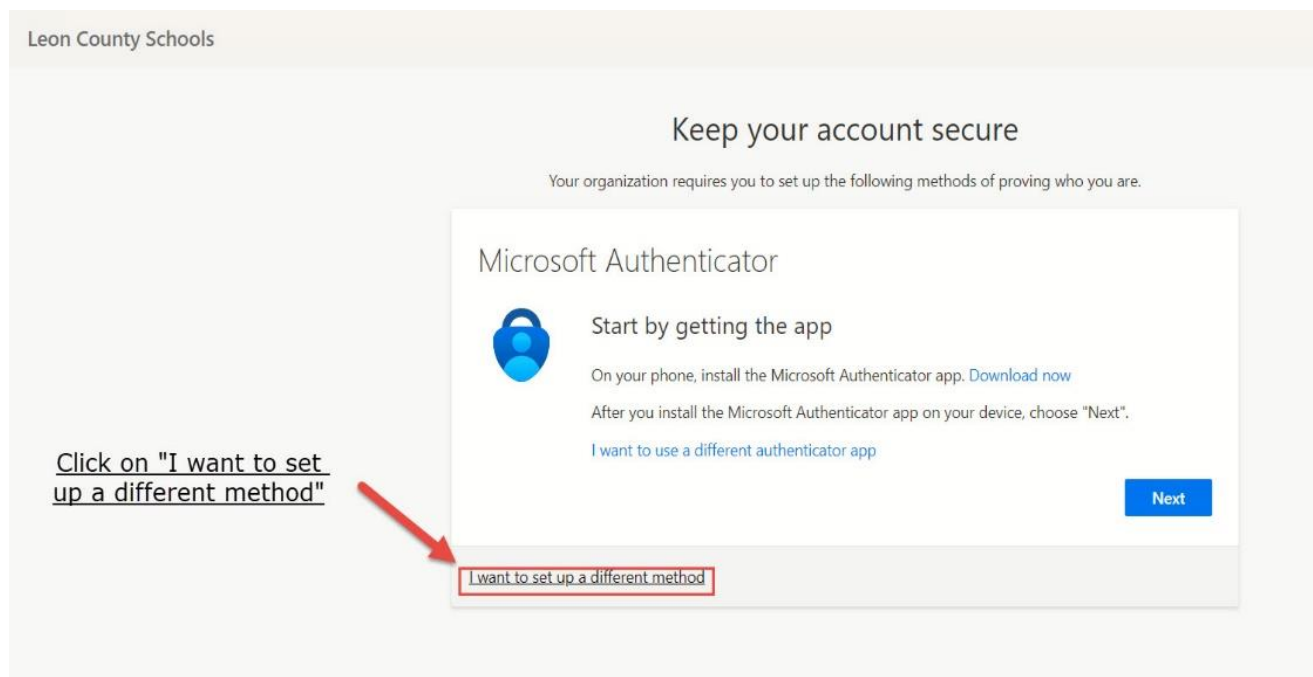 Leon County Schools
Keep your account secure
Your organization requires you to set up the following methods of proving who you are.
Microsoft Authenticator
Start by getting the app
On your phone, install the Microsoft Authenticator app. Download now
After you install the Microsoft Authenticator app on your device, choose "Next".
I want to use a different authenticator app
Click on "I want to set
up a different method"
Next
I want to set up a different method